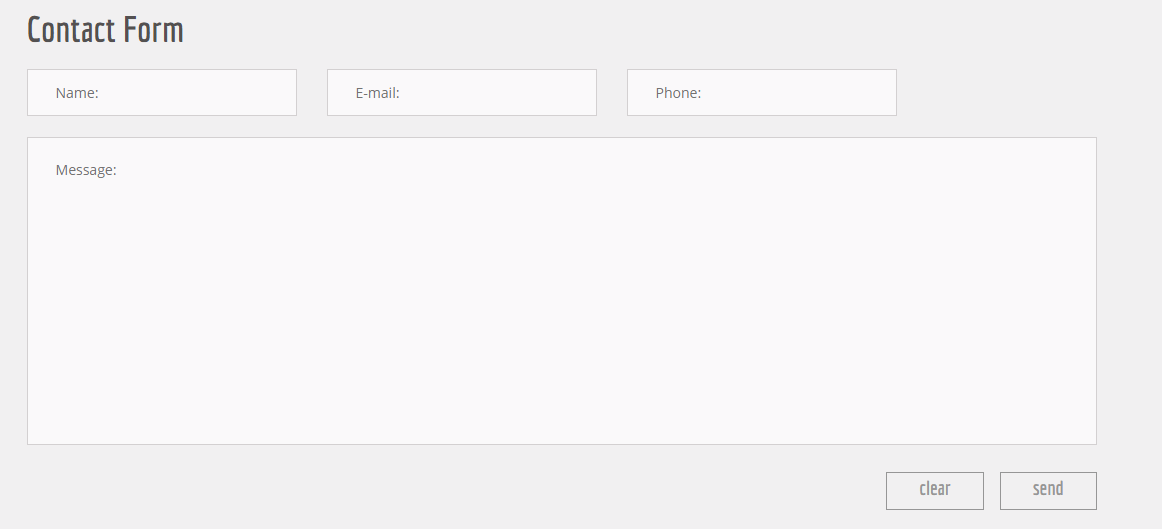 Contact Form
Name: E-mail: Phone:
Message:
clear send